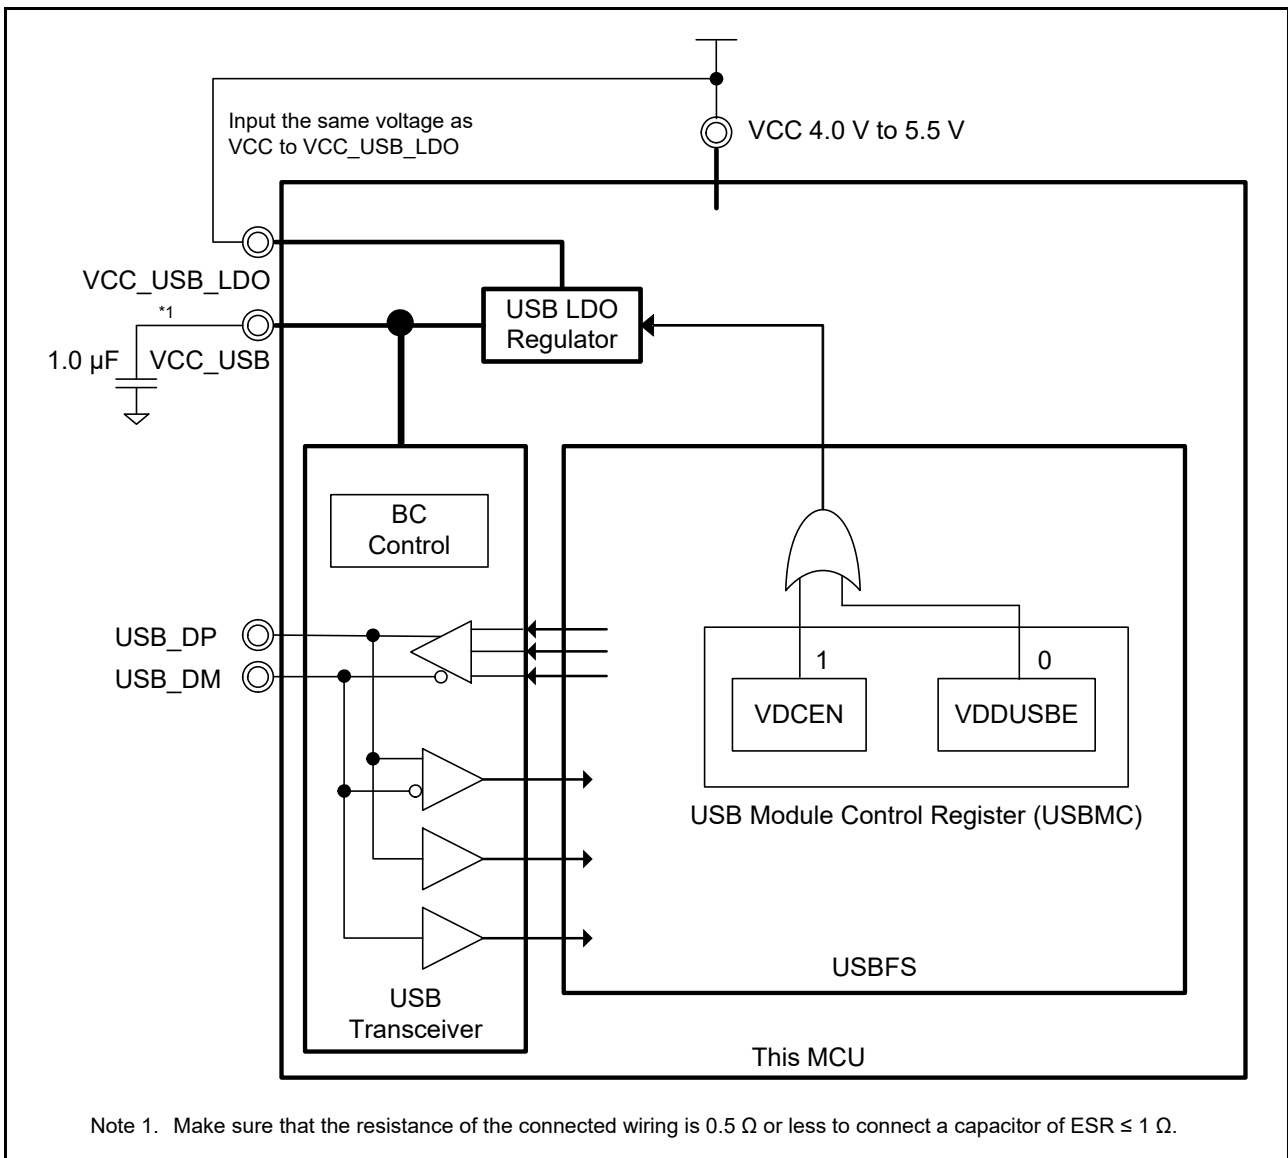 Input the same voltage as
VCC to VCC_USB_LDO
VCC 4.0 V to 5.5 V
VCC_USB_LDO
*1
1.0 µF
VCC_USB
USB LDO
Regulator
BC
Control
USB_DP
USB_DM
1
0
VDCEN
VDDUSBE
USB Module Control Register (USBMC)
USBFS
USB
Transceiver
This MCU
Note 1. Make sure that the resistance of the connected wiring is 0.5 Ω or less to connect a capacitor of ESR ≤ 1 Ω.